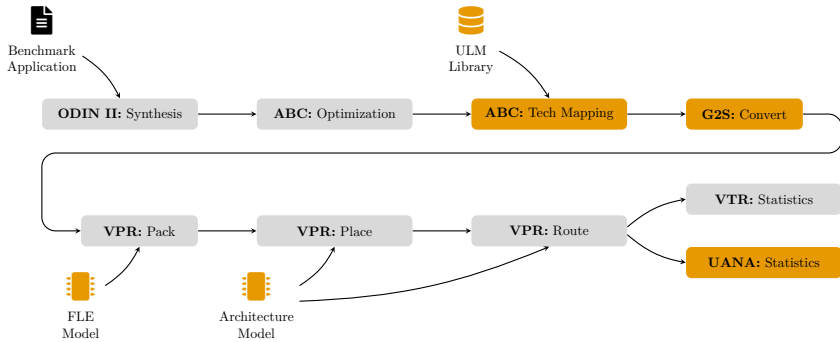 Benchmark
Application
ULM
Library
ODIN II: Synthesis
ABC: Optimization
ABC: Tech Mapping
G2S: Convert
VTR: Statistics
VPR: Pack
VPR: Place
VPR: Route
UANA: Statistics
FLE
Model
Architecture
Model